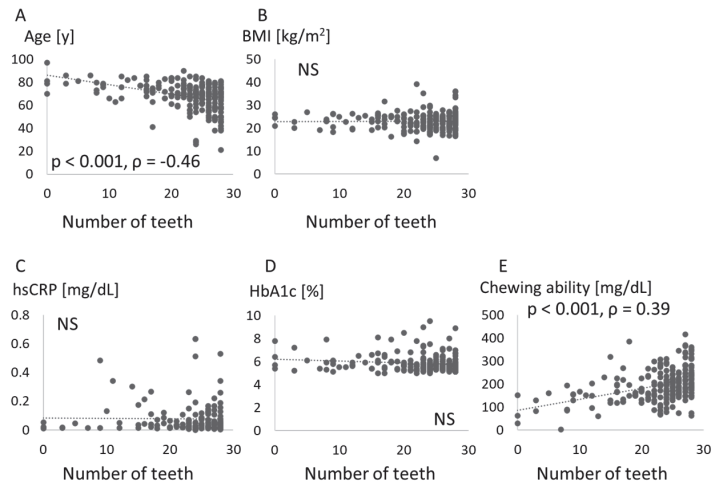 A
Age [y]
100
80
60
40
20
0
p < 0.001, ρ = -0.46
0 10 20 30
Number of teeth
B
BMI [kg/m²]
NS
50
40
30
20
10
0
0 10 20 30
Number of teeth
C
hsCRP [mg/dL]
NS
0.8
0.6
0.4
0.2
0
0 10 20 30
Number of teeth
D
HbA1c [%]
10
8
6
4
2
0
NS
0 10 20 30
Number of teeth
E
Chewing ability [mg/dL]
p < 0.001, ρ = 0.39
500
400
300
200
100
0
0 10 20 30
Number of teeth